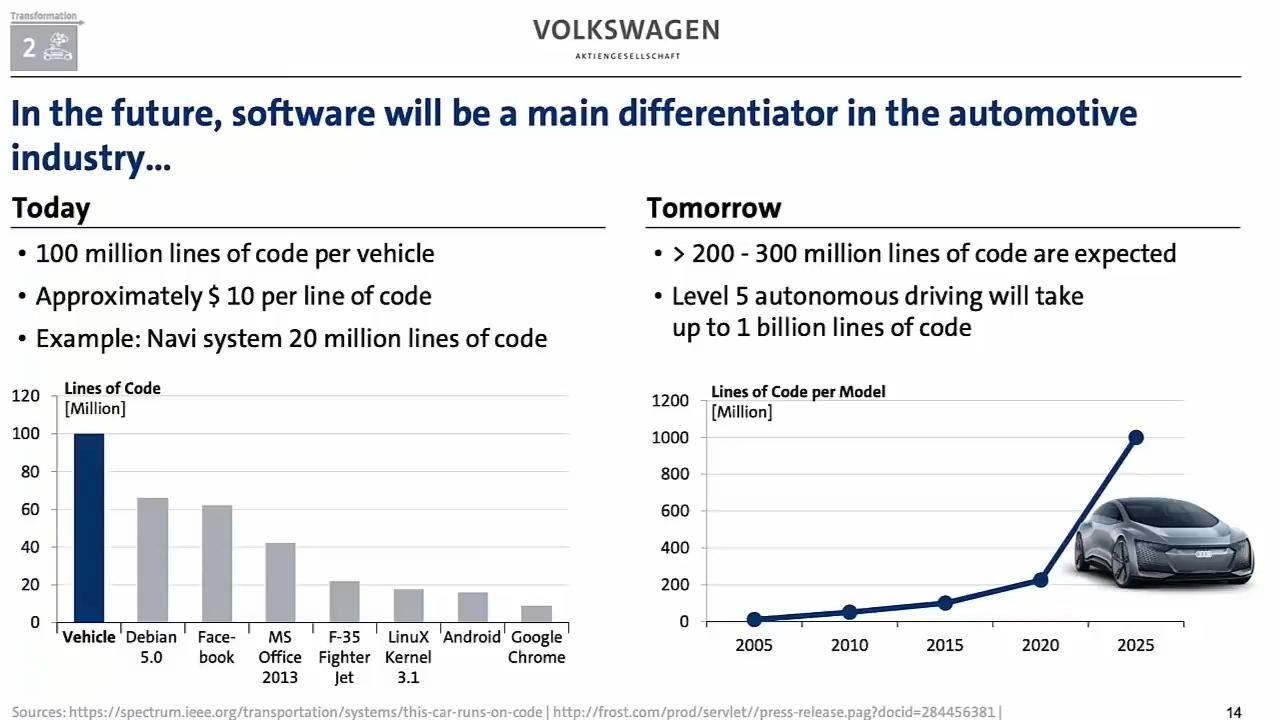 Transformation
2
VOLKSWAGEN
AKTIENGESELLSCHAFT
In the future, software will be a main differentiator in the automotive
industry...
Today
• 100 million lines of code per vehicle
• Approximately $ 10 per line of code
• Example: Navi system 20 million lines of code
Lines of Code
[Million]
120
100
80
60
40
20
0
Vehicle
Debian
5.0
Face-
book
MS
Office
2013
F-35
Fighter
Jet
LinuX
Kernel
3.1
Android
Google
Chrome
Tomorrow
• > 200 - 300 million lines of code are expected
• Level 5 autonomous driving will take
up to 1 billion lines of code
Lines of Code per Model
[Million]
1200
1000
800
600
400
200
0
2005
2010
2015
2020
2025
Sources: https://spectrum.ieee.org/transportation/systems/this-car-runs-on-code | http://frost.com/prod/servlet//press-release.pag?docid=284456381 |
14